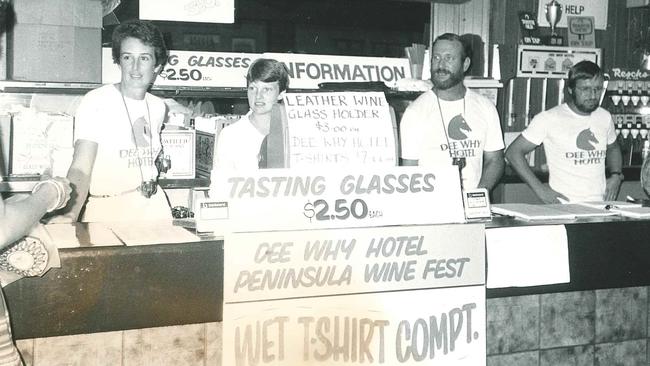 HELP
TASTING GLASSES
$2.50
INFORMATION
LEATHER WINE
GLASS HOLDER
$3.00
DEE WHY HOTEL
T-SHIRTS $7
DEE WHY
HOTEL
DEE WHY
HOTEL
DEE WHY
HOTEL
Reschs
TASTING GLASSES
$2.50 EACH
DEE WHY HOTEL
PENINSULA WINE FEST
WET T-SHIRT COMPT.